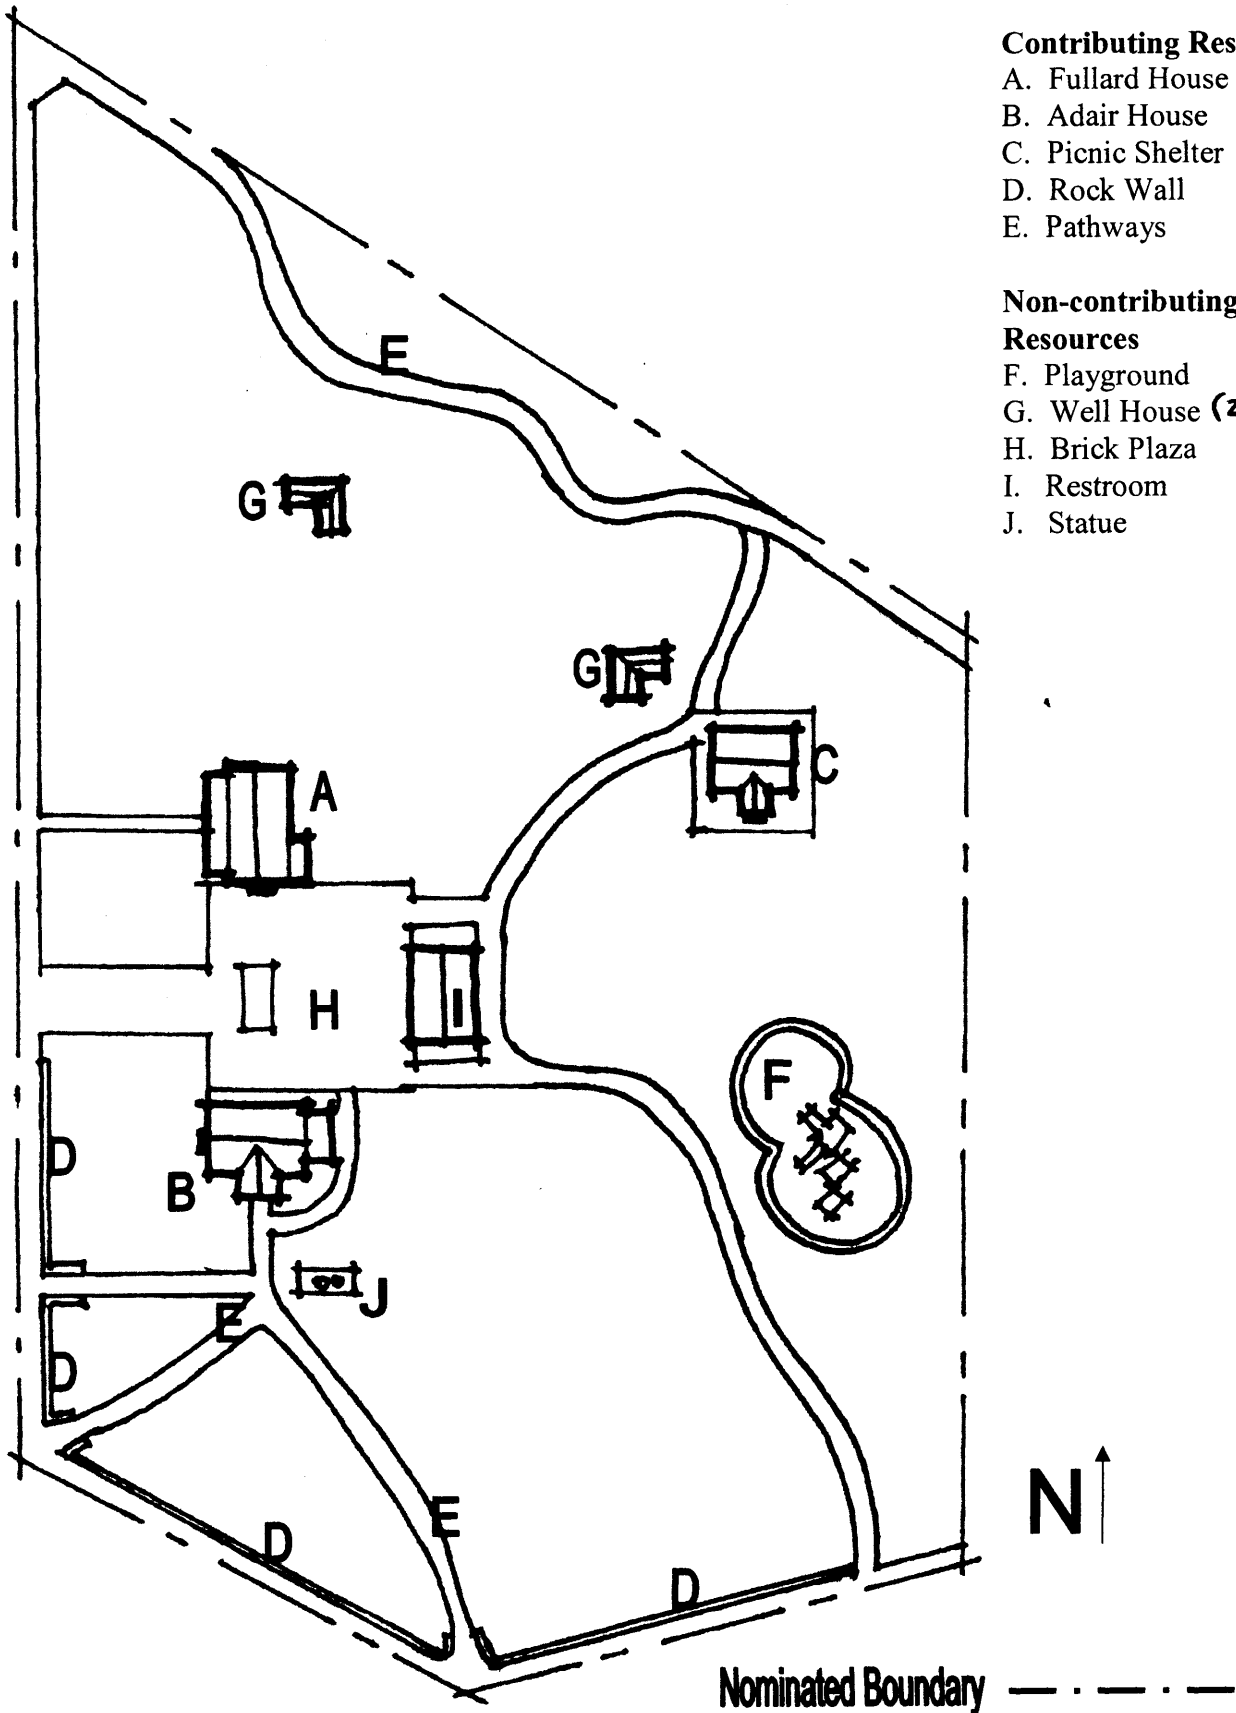 Contributing Res
A. Fullard House
B. Adair House
C. Picnic Shelter
D. Rock Wall
E. Pathways
Non-contributing
Resources
F. Playground
G. Well House (2
H. Brick Plaza
I. Restroom
J. Statue
E
G
G
C
A
H
I
F
D
B
J
E
D
E
D
D
N
Nominated Boundary